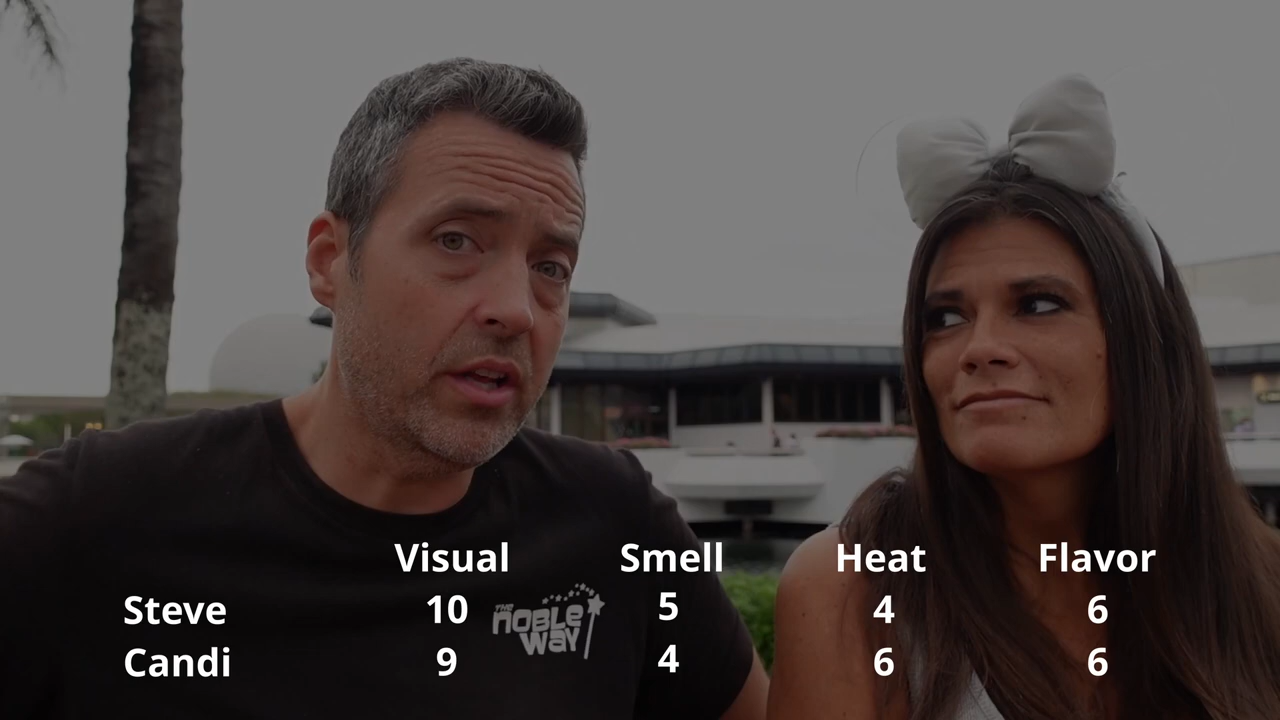 Visual Smell Heat Flavor
Steve 10 5 4 6
Candi 9 4 6 6
THE
NOBLE
WAY